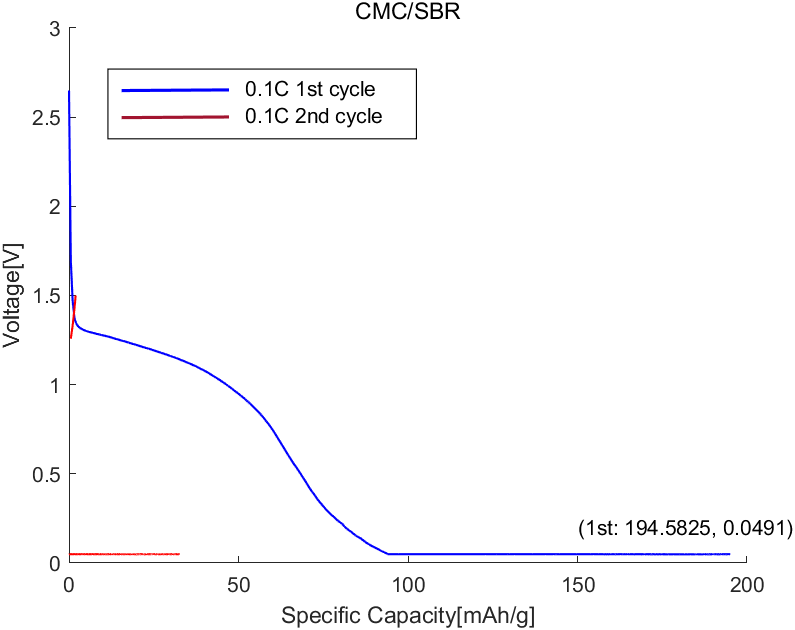 CMC/SBR
3
0.1C 1st cycle
0.1C 2nd cycle
2.5
2
Voltage[V]
1.5
1
0.5
(1st: 194.5825, 0.0491)
0
0 50 100 150 200
Specific Capacity[mAh/g]